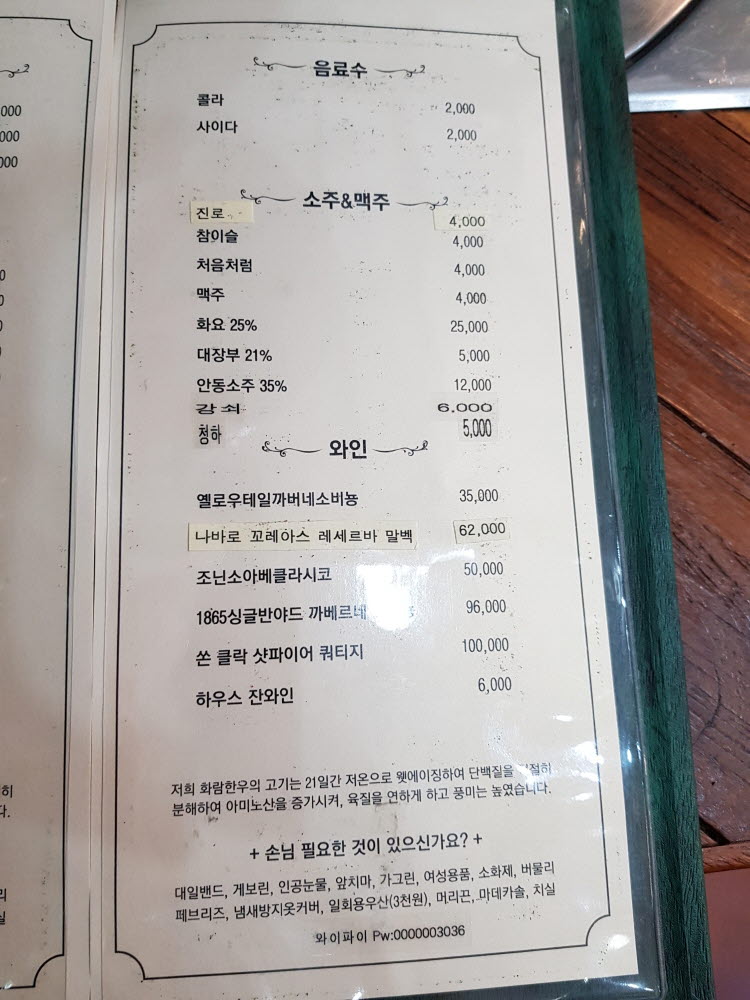 음료수
콜라 2,000
사이다 2,000
소주&맥주
진로 4,000
참이슬 4,000
처음처럼 4,000
맥주 4,000
화요 25% 25,000
대장부 21% 5,000
안동소주 35% 12,000
강쇠 6,000
청하 5,000
와인
옐로우테일까버네소비뇽 35,000
나바로 꼬레아스 레세르바 말벡 62,000
조닌소아베클라시코 50,000
1865싱글반야드 96,000
쏜 클락 샷파이어 쿼티지 100,000
하우스 잔와인 6,000
저희 화람한우의 고기는 21일간 저온으로 웻에이징하여 단백질을
분해하여 아미노산을 증가시켜, 육질을 연하게 하고 풍미는 높였습니다.
+ 손님 필요한 것이 있으신가요? +
대일밴드, 게보린, 인공눈물, 앞치마, 가그린, 여성용품, 소화제, 버물리
페브리즈, 냄새방지옷커버, 일회용우산(3천원), 머리끈, 마데카솔, 치실
와이파이 Pw:0000003036